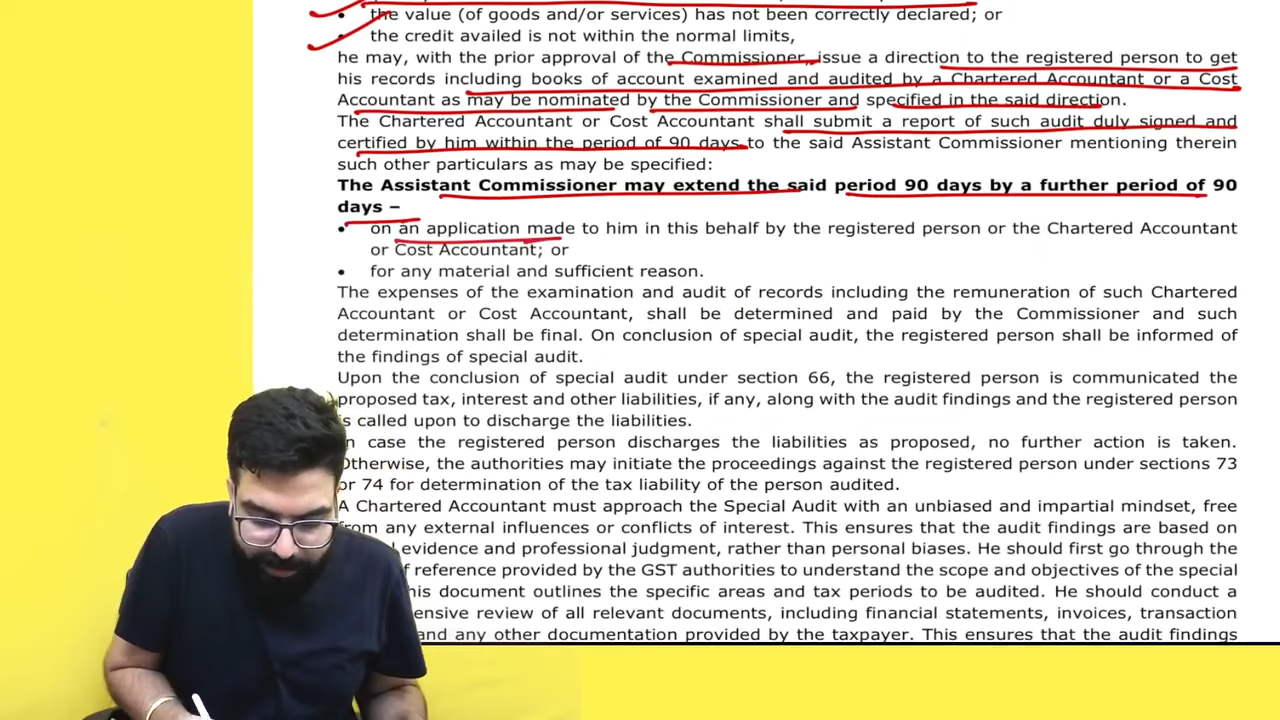 • the value (of goods and/or services) has not been correctly declared; or
• the credit availed is not within the normal limits,
he may, with the prior approval of the Commissioner, issue a direction to the registered person to get
his records including books of account examined and audited by a Chartered Accountant or a Cost
Accountant as may be nominated by the Commissioner and specified in the said direction.
The Chartered Accountant or Cost Accountant shall submit a report of such audit duly signed and
certified by him within the period of 90 days to the said Assistant Commissioner mentioning therein
such other particulars as may be specified:
The Assistant Commissioner may extend the said period 90 days by a further period of 90
days –
• on an application made to him in this behalf by the registered person or the Chartered Accountant
or Cost Accountant; or
• for any material and sufficient reason.
The expenses of the examination and audit of records including the remuneration of such Chartered
Accountant or Cost Accountant, shall be determined and paid by the Commissioner and such
determination shall be final. On conclusion of special audit, the registered person shall be informed of
the findings of special audit.
Upon the conclusion of special audit under section 66, the registered person is communicated the
proposed tax, interest and other liabilities, if any, along with the audit findings and the registered person
is called upon to discharge the liabilities.
In case the registered person discharges the liabilities as proposed, no further action is taken.
Otherwise, the authorities may initiate the proceedings against the registered person under sections 73
or 74 for determination of the tax liability of the person audited.
A Chartered Accountant must approach the Special Audit with an unbiased and impartial mindset, free
from any external influences or conflicts of interest. This ensures that the audit findings are based on
evidence and professional judgment, rather than personal biases. He should first go through the
reference provided by the GST authorities to understand the scope and objectives of the special
his document outlines the specific areas and tax periods to be audited. He should conduct a
ensive review of all relevant documents, including financial statements, invoices, transaction
and any other documentation provided by the taxpayer. This ensures that the audit findings